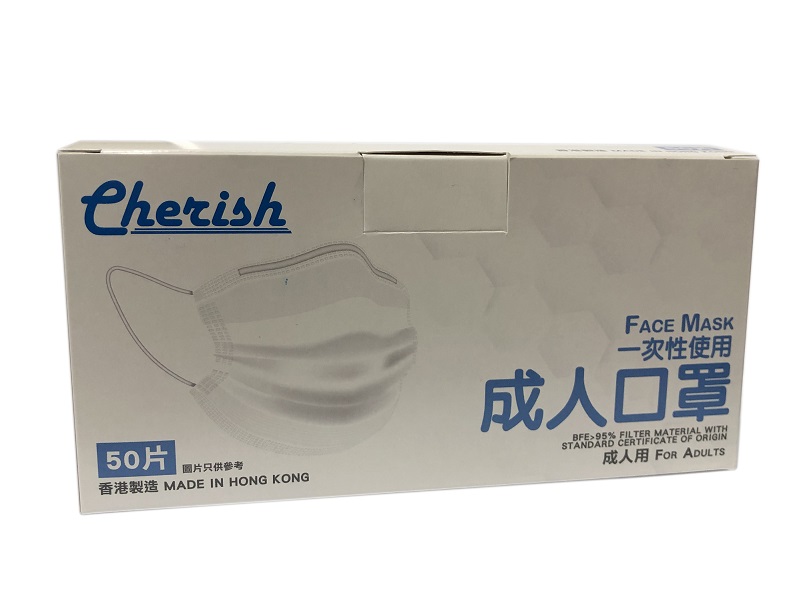 Cherish
FACE MASK
一次性使用
成人口罩
BFE>95% FILTER MATERIAL WITH
STANDARD CERTIFICATE OF ORIGIN
成人用 FOR ADULTS
50片
圖片只供參考
香港製造 MADE IN HONG KONG